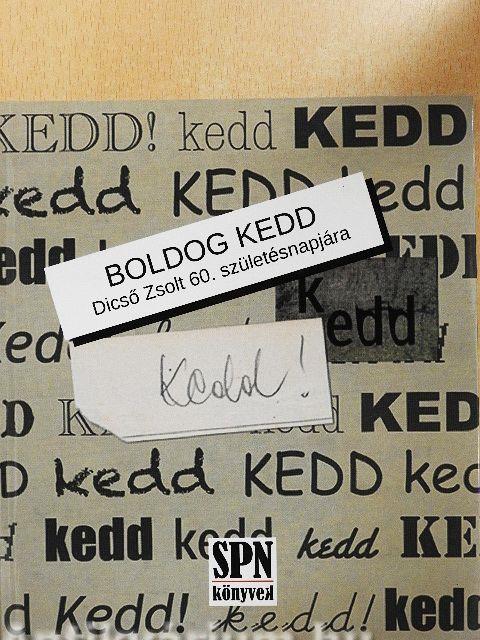 KEDD! kedd KEDD
kedd KEDD kedd
BOLDOG KEDD
Dicső Zsolt 60. születésnapjára
k
kedd
Kedd!
KEDD
kedd KEDD
kedd kedd kedd
SPN
könyvek
Kedd! kedd! kedd